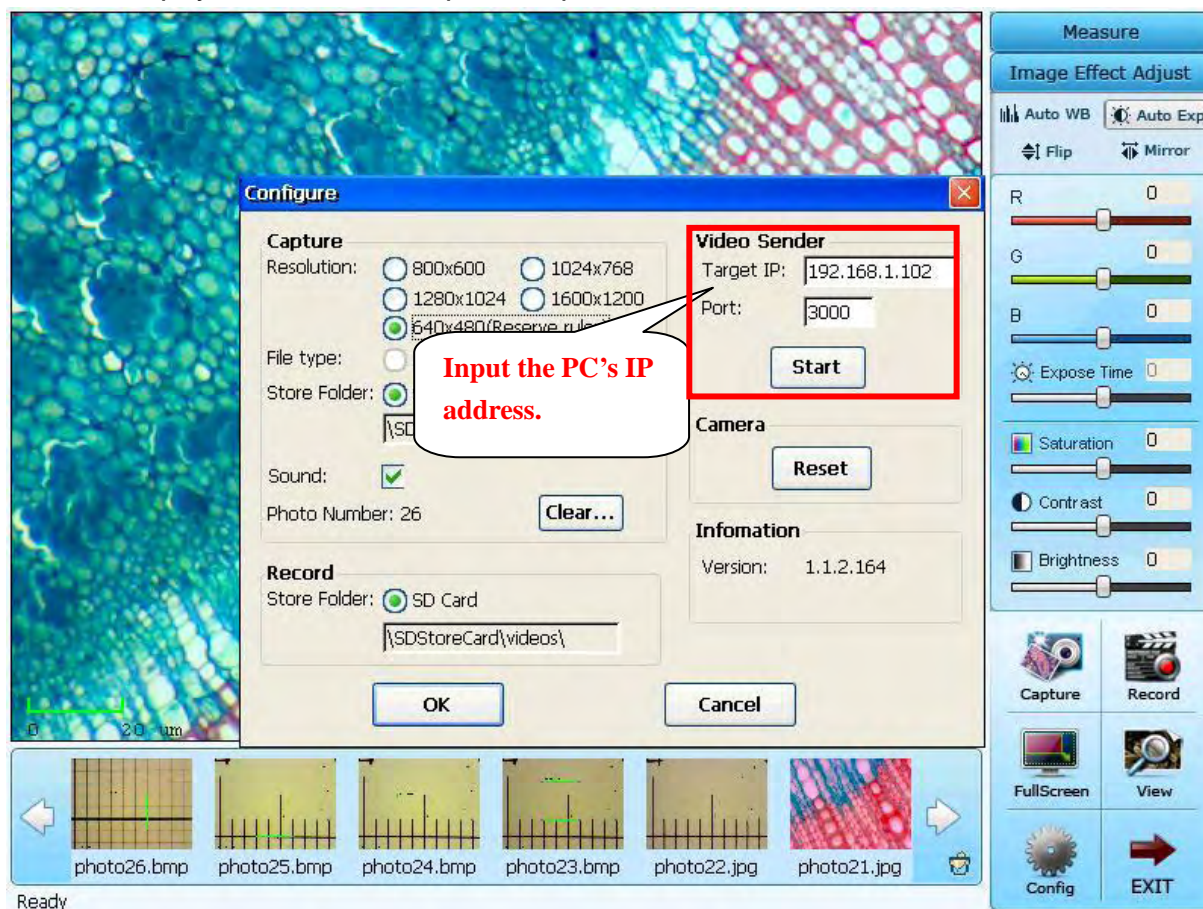 Measure
Image Effect Adjust
Auto WB
Auto Exp
Flip
Mirror
R 0
G 0
B 0
Expose Time 0
Saturation 0
Contrast 0
Brightness 0
Capture
Record
FullScreen
View
Config
EXIT
Configure
Capture
Resolution: 800x600 1024x768
1280x1024 1600x1200
640x480(Reserve
File type:
Store Folder:
Sound:
Photo Number: 26 Clear...
Record
Store Folder: SD Card
\SDStoreCard\videos\
Video Sender
Target IP: 192.168.1.102
Port: 3000
Start
Input the PC’s IP
address.
Camera
Reset
Infomation
Version: 1.1.2.164
OK
Cancel
0 20 um
photo26.bmp photo25.bmp photo24.bmp photo23.bmp photo22.jpg photo21.jpg
Ready